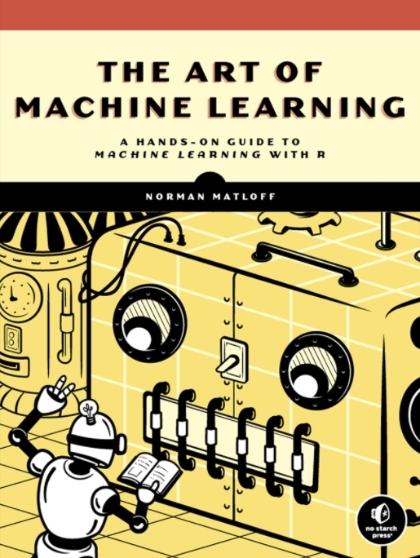 THE ART OF
MACHINE LEARNING
A HANDS-ON GUIDE TO
MACHINE LEARNING WITH R
NORMAN MATLOFF
no starch
press